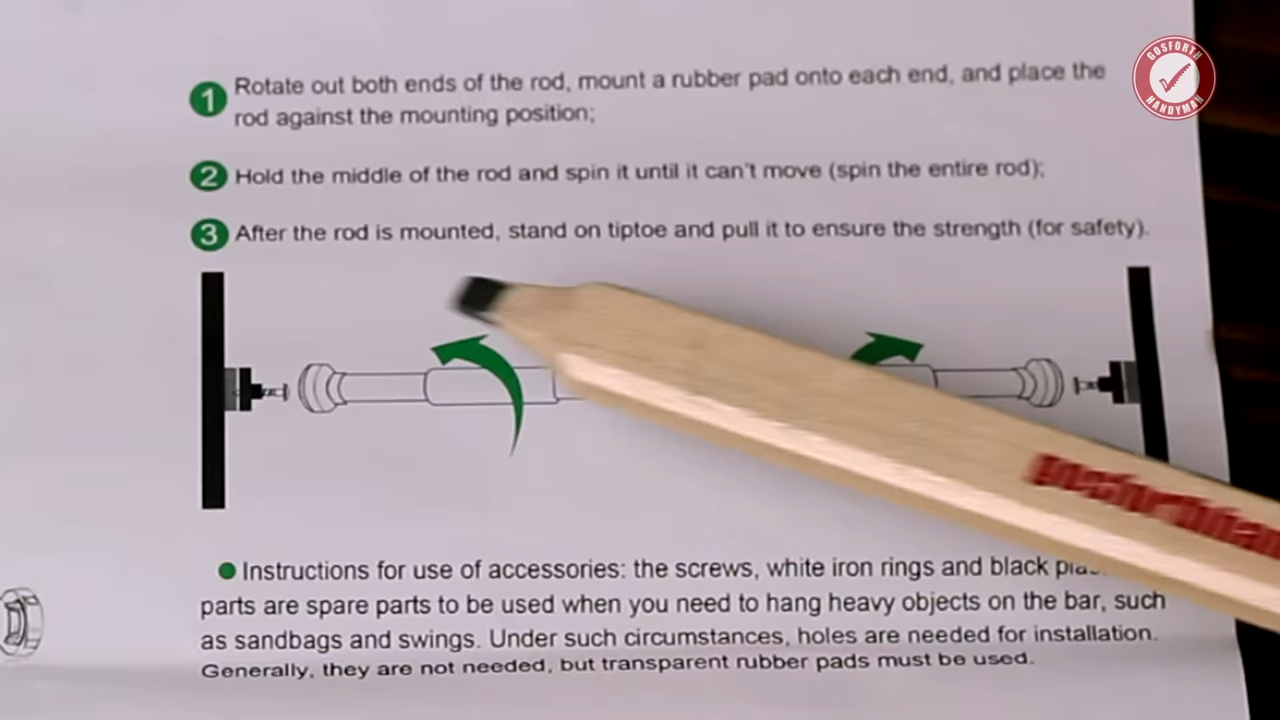 GOSFORTH
HANDYMAN
1 Rotate out both ends of the rod, mount a rubber pad onto each end, and place the
rod against the mounting position;
2 Hold the middle of the rod and spin it until it can't move (spin the entire rod);
3 After the rod is mounted, stand on tiptoe and pull it to ensure the strength (for safety).
Instructions for use of accessories: the screws, white iron rings and black
parts are spare parts to be used when you need to hang heavy objects on the bar, such
as sandbags and swings. Under such circumstances, holes are needed for installation.
Generally, they are not needed, but transparent rubber pads must be used.